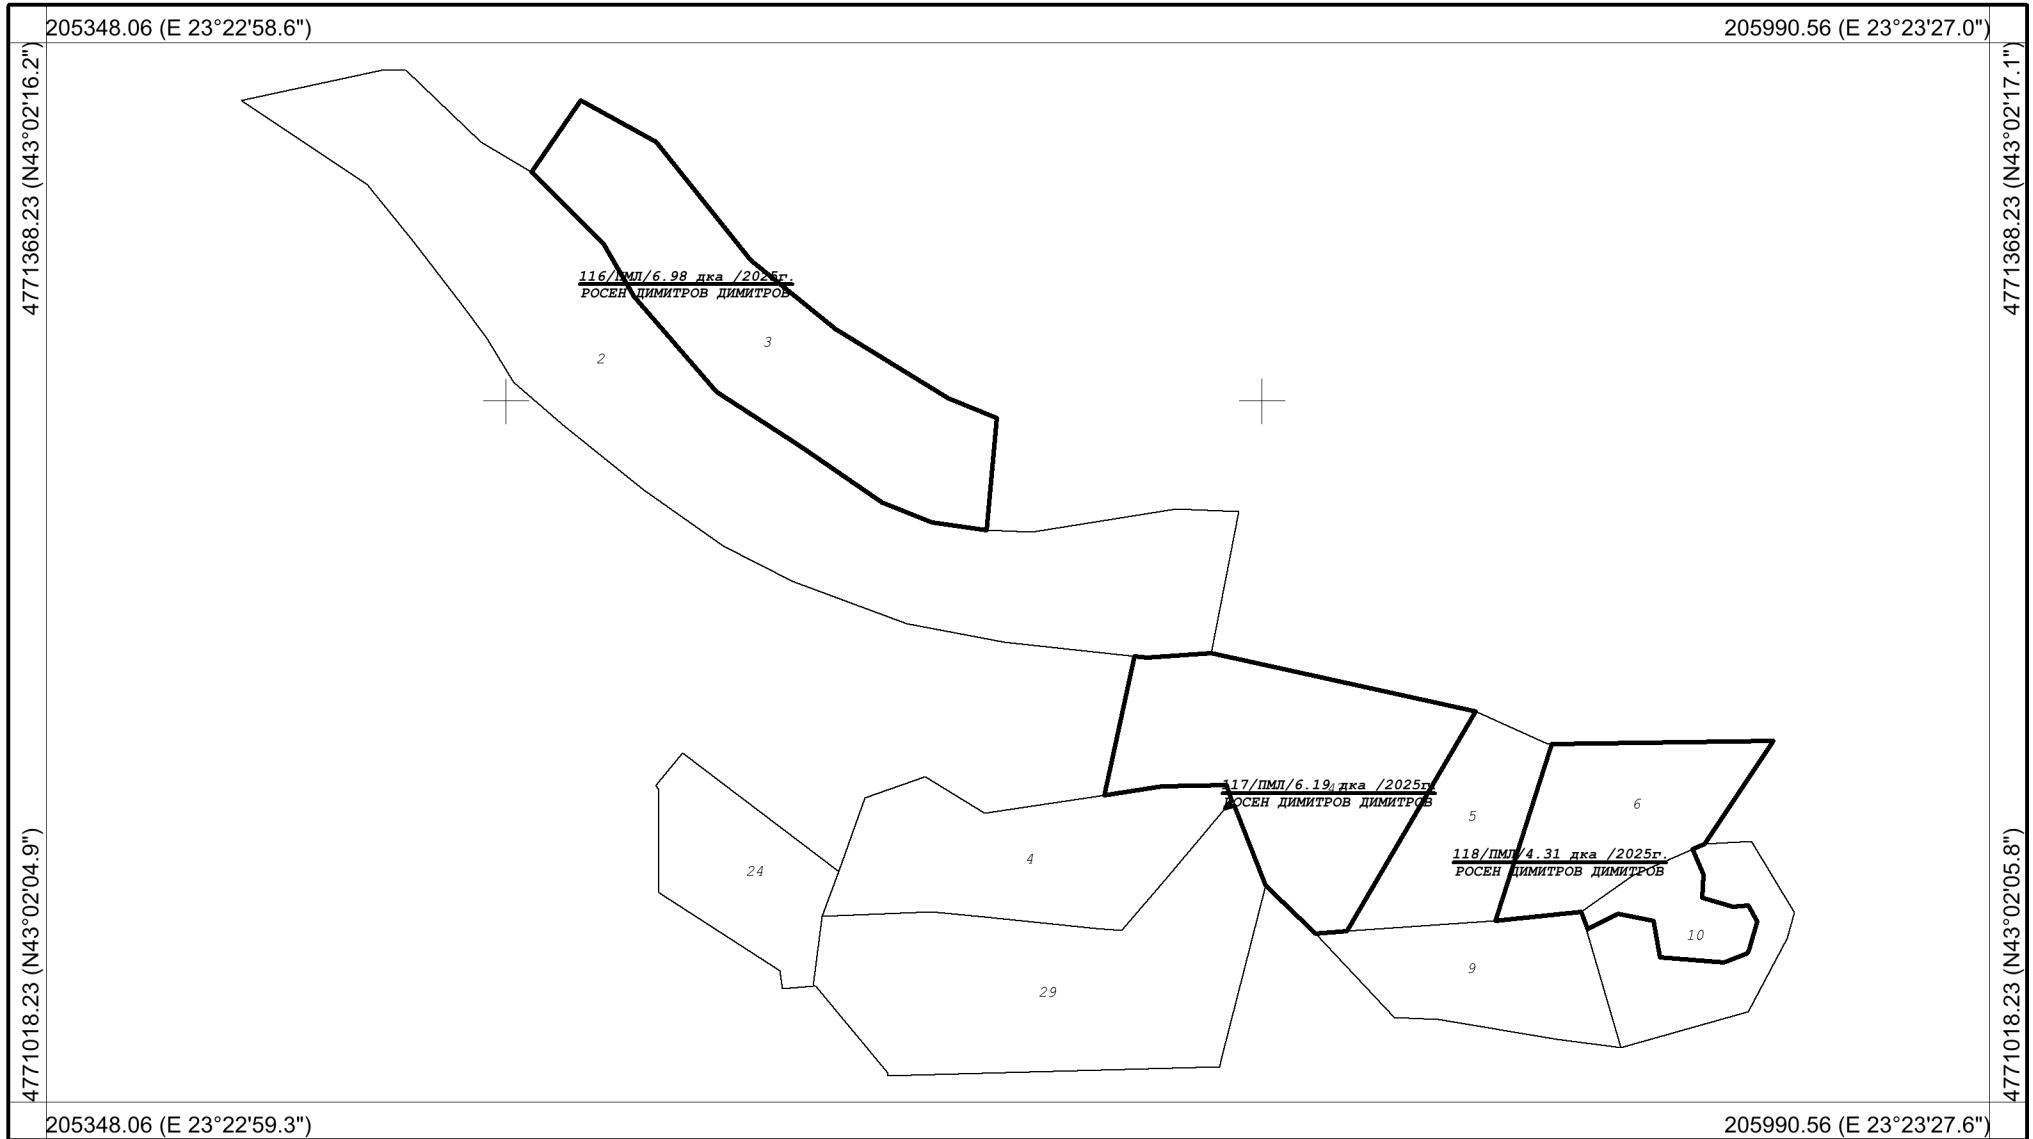 205348.06 (E 23°22'58.6")
205990.56 (E 23°23'27.0")
4771368.23 (N43°02'16.2")
4771368.23 (N43°02'17.1")
116/ПМЛ/6.98 дка /2025г.
РОСЕН ДИМИТРОВ ДИМИТРОВ
3
2
117/ПМЛ/6.19 дка /2025г.
РОСЕН ДИМИТРОВ ДИМИТРОВ
6
5
118/ПМЛ/4.31 дка /2025г.
РОСЕН ДИМИТРОВ ДИМИТРОВ
4
24
10
9
29
4771018.23 (N43°02'04.9")
4771018.23 (N43°02'05.8")
205348.06 (E 23°22'59.3")
205990.56 (E 23°23'27.6")